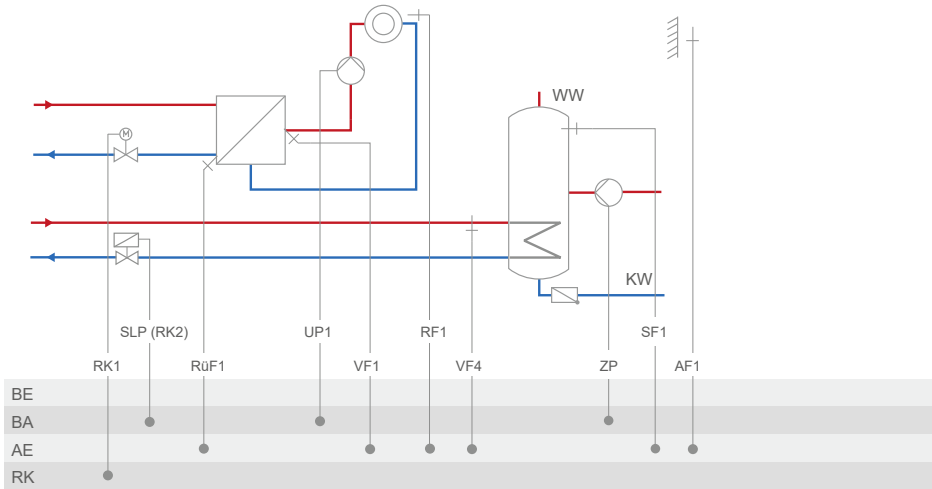 WW
M
KW
SLP (RK2) UP1 RF1 SF1
RK1 RüF1 VF1 VF4 ZP AF1
BE
BA
AE
RK